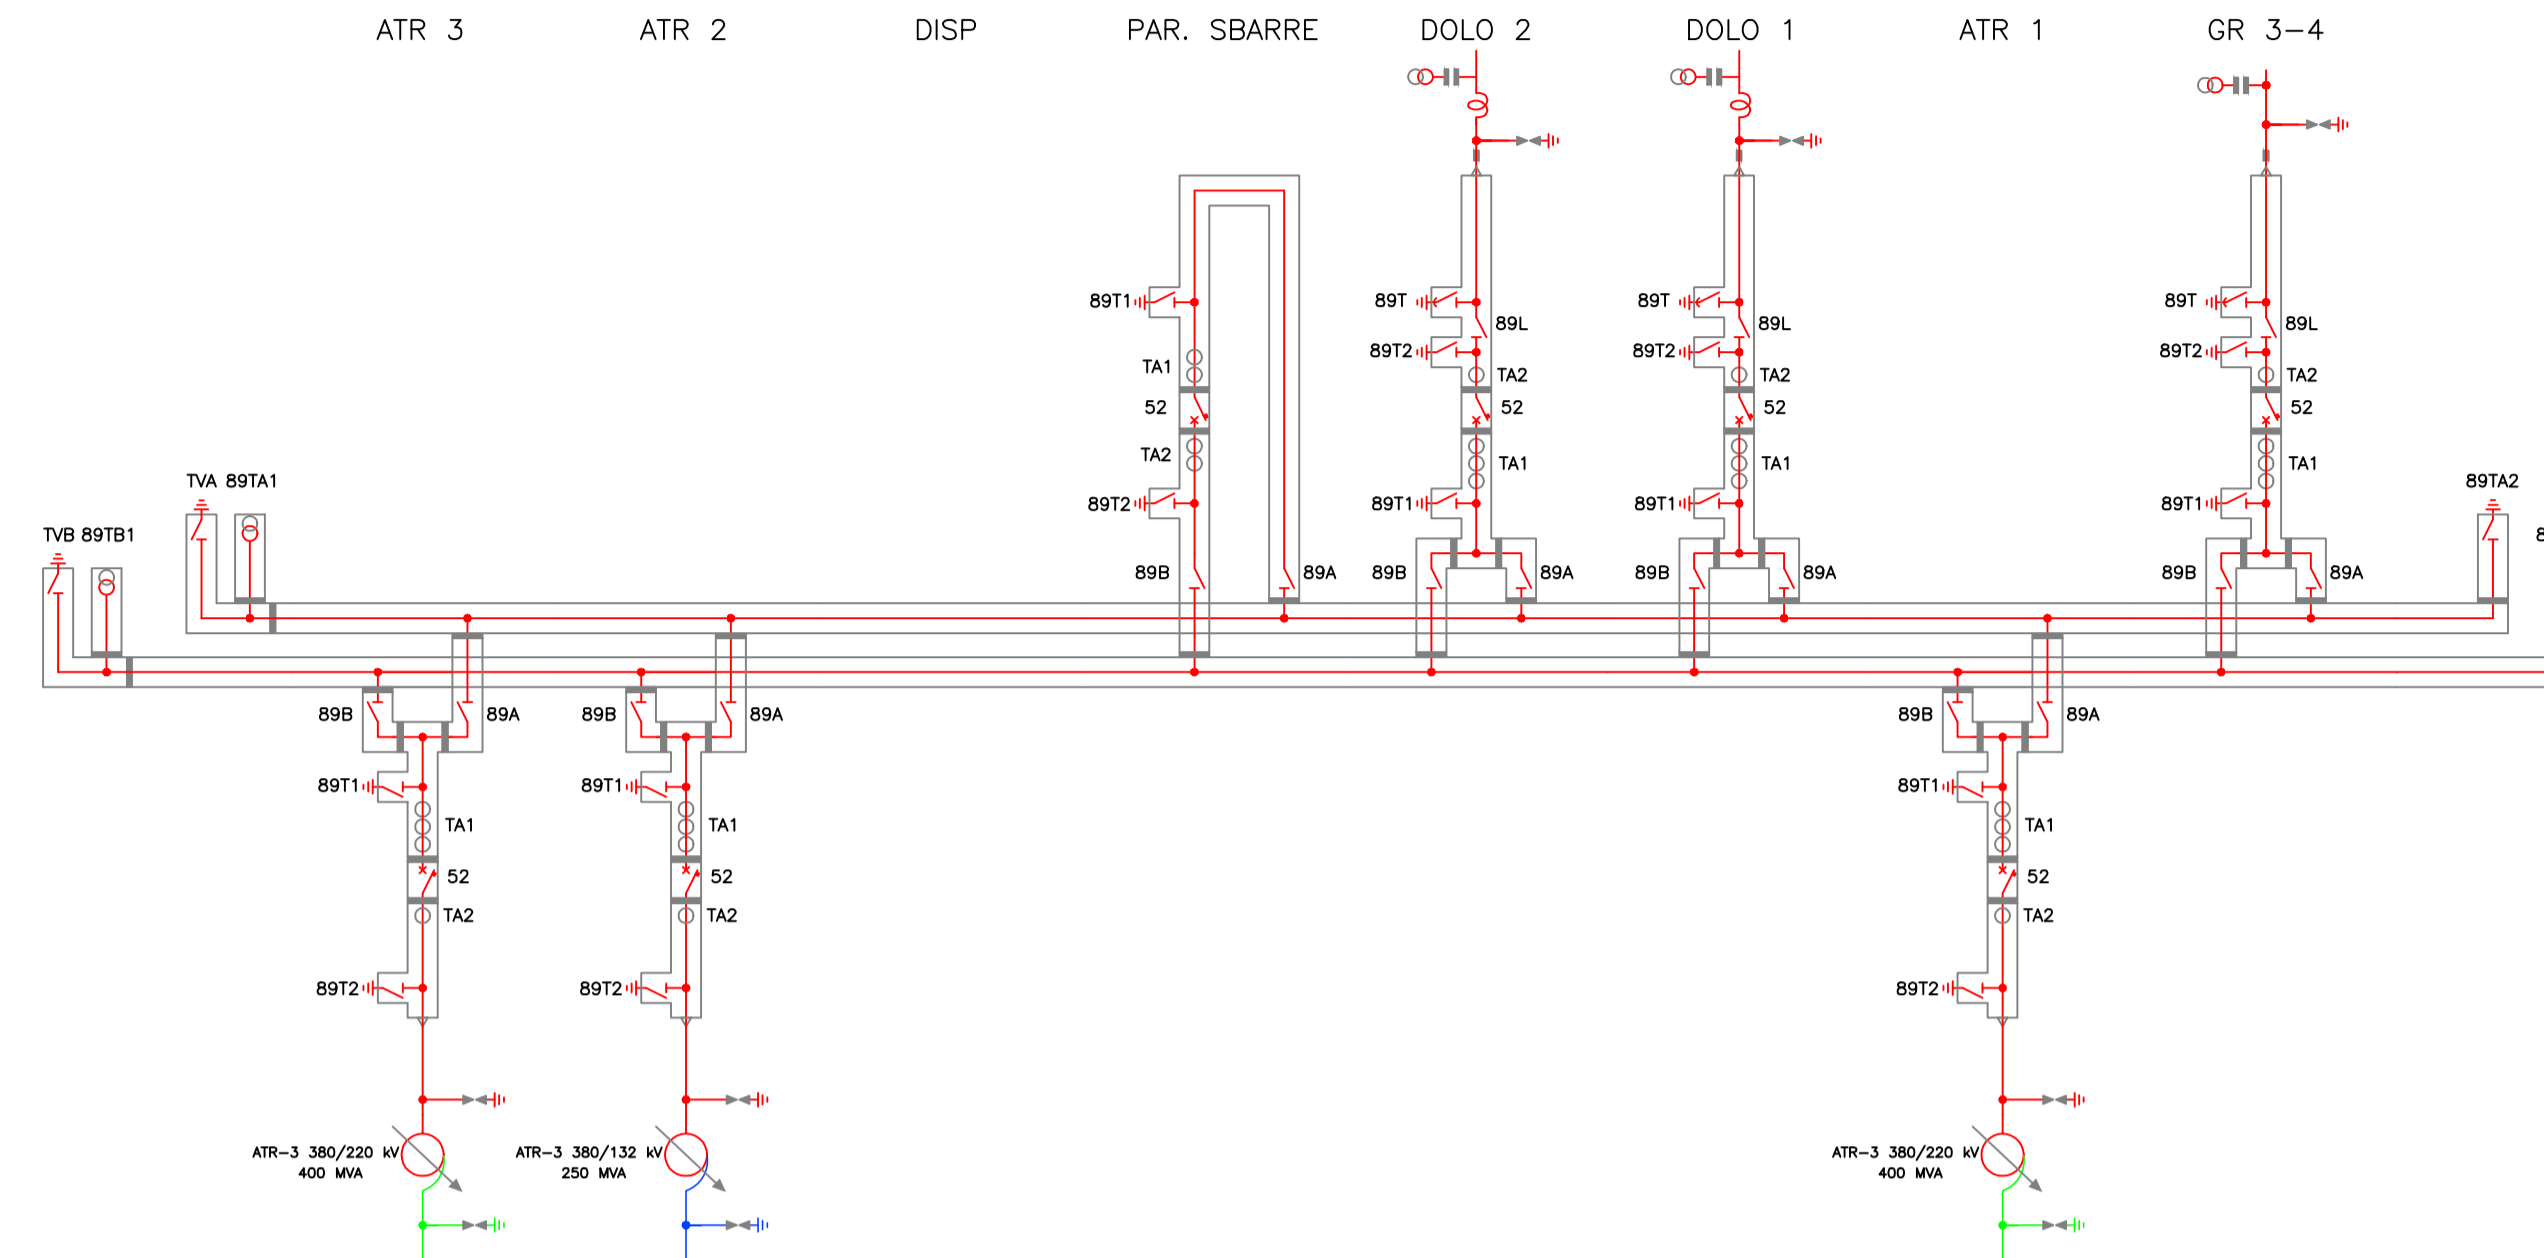 ATR 3 ATR 2 DISP PAR. SBARRE DOLO 2 DOLO 1 ATR 1 GR 3-4
89T1 89T 89T 89T
89L 89L 89L
89T2 89T2 89T2
TA1 TA2 TA2 TA2
52 52 52 52
TA2 TA1 TA1 TA1
TVA 89TA1 89TA2
89T2 89T1 89T1 89T1
TVB 89TB1 8
89B 89A 89B 89A 89B 89A 89B 89A
89B 89A 89B 89A 89B 89A
89T1 89T1 89T1
TA1 TA1 TA1
52 52 52
TA2 TA2 TA2
89T2 89T2 89T2
ATR-3 380/220 kV ATR-3 380/132 kV ATR-3 380/220 kV
400 MVA 250 MVA 400 MVA